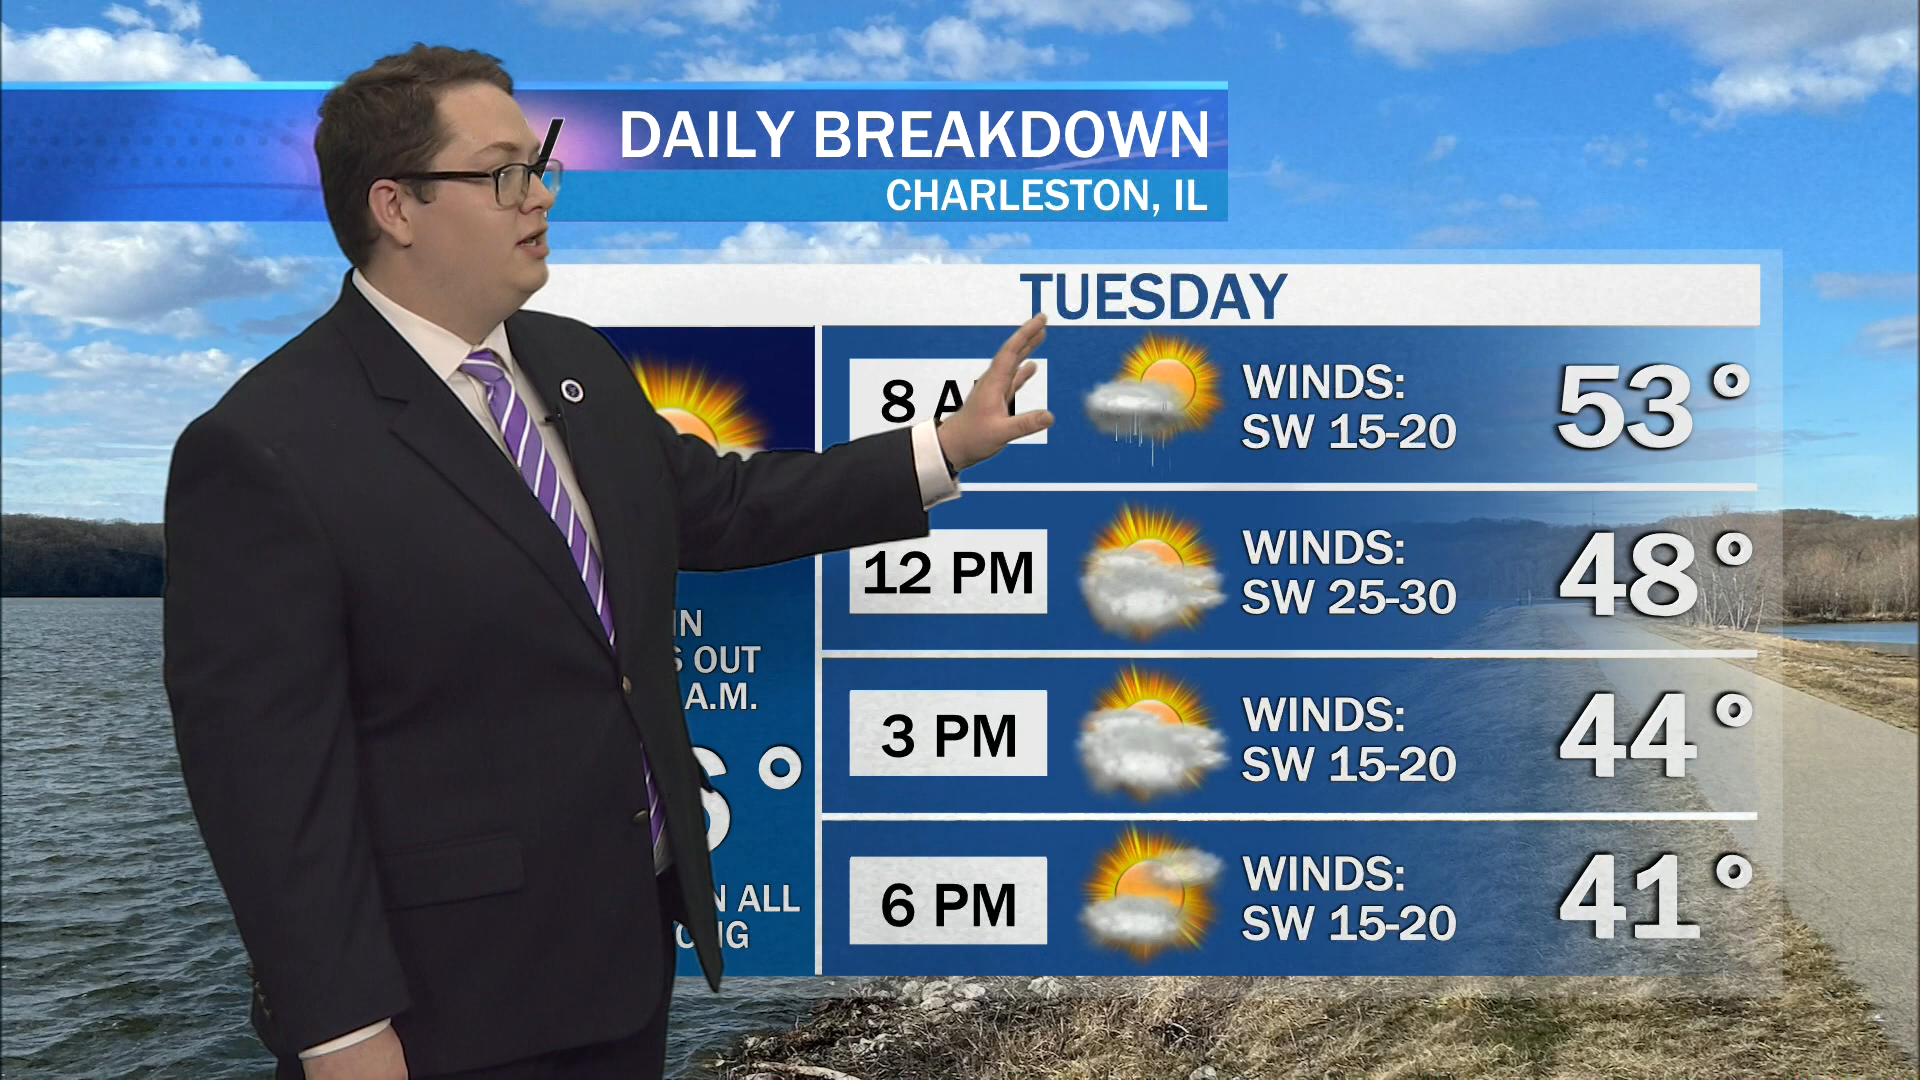 DAILY BREAKDOWN
CHARLESTON, IL
TUESDAY
OUT
A.M.
°
ALL
8
WINDS:
SW 15-20
53°
12 PM
WINDS:
SW 25-30
48°
3 PM
WINDS:
SW 15-20
44°
6 PM
WINDS:
SW 15-20
41°